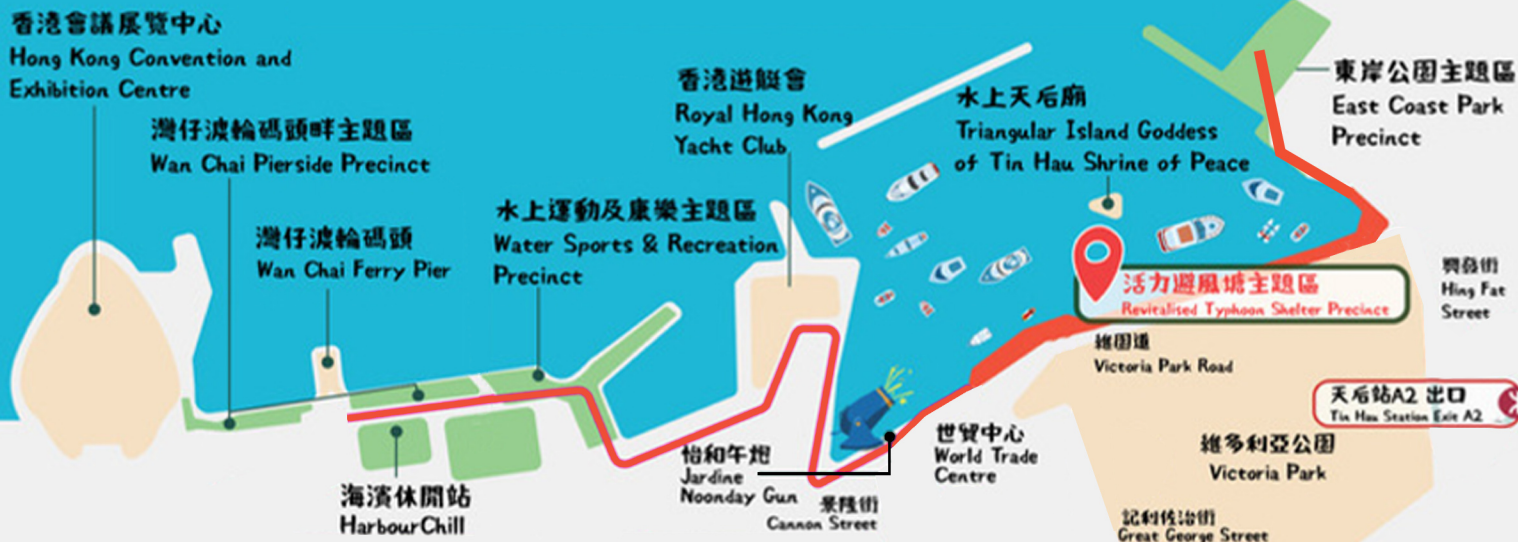 香港會議展覽中心
Hong Kong Convention and
Exhibition Centre
灣仔渡輪碼頭畔主題區
Wan Chai Pierside Precinct
灣仔渡輪碼頭
Wan Chai Ferry Pier
水上運動及康樂主題區
Water Sports & Recreation
Precinct
香港遊艇會
Royal Hong Kong
Yacht Club
水上天后廟
Triangular Island Goddess
of Tin Hau Shrine of Peace
東岸公園主題區
East Coast Park
Precinct
活力避風塘主題區
Revitalised Typhoon Shelter Precinct
興發街
Hing Fat
Street
維園道
Victoria Park Road
天后站A2 出口
Tin Hau Station Exit A2
維多利亞公園
Victoria Park
世貿中心
World Trade
Centre
怡和午炮
Jardine
Noonday Gun
景隆街
Cannon Street
記利佐治街
Great George Street
海濱休閒站
HarbourChill